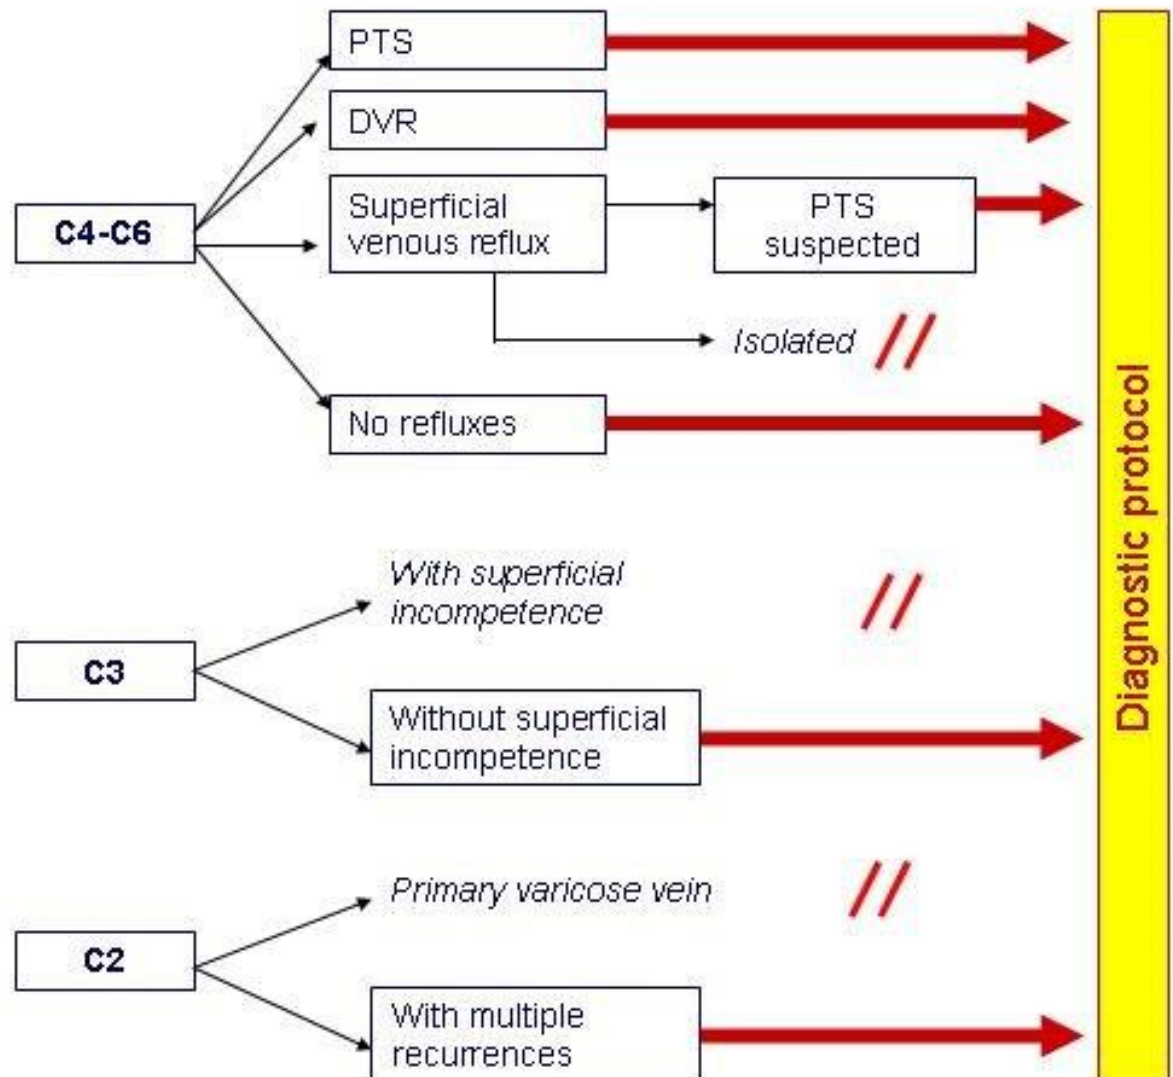 PTS
DVR
C4-C6
Superficial
venous reflux
PTS
suspected
Isolated
No refluxes
With superficial
incompetence
C3
Without superficial
incompetence
Primary varicose vein
C2
With multiple
recurrences
Diagnostic protocol